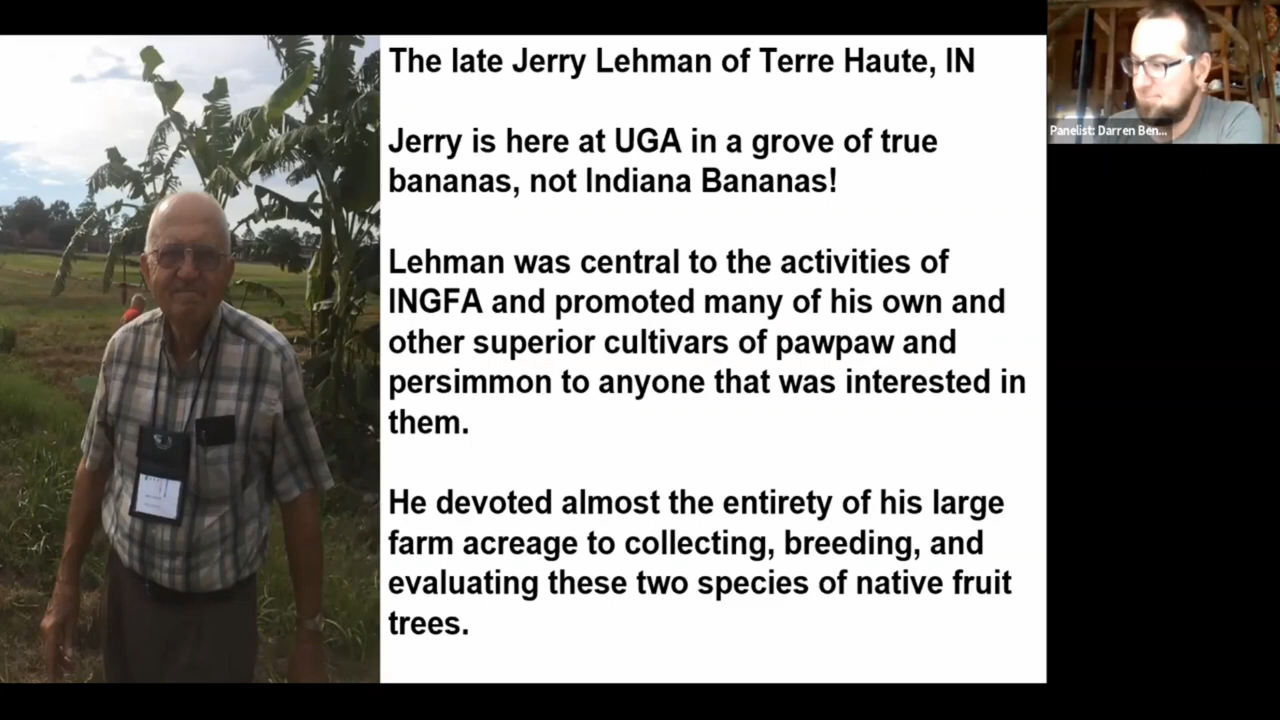 The late Jerry Lehman of Terre Haute, IN
Jerry is here at UGA in a grove of true
bananas, not Indiana Bananas!
Lehman was central to the activities of
INGFA and promoted many of his own and
other superior cultivars of pawpaw and
persimmon to anyone that was interested in
them.
He devoted almost the entirety of his large
farm acreage to collecting, breeding, and
evaluating these two species of native fruit
trees.
Panelist: Darren Ben...